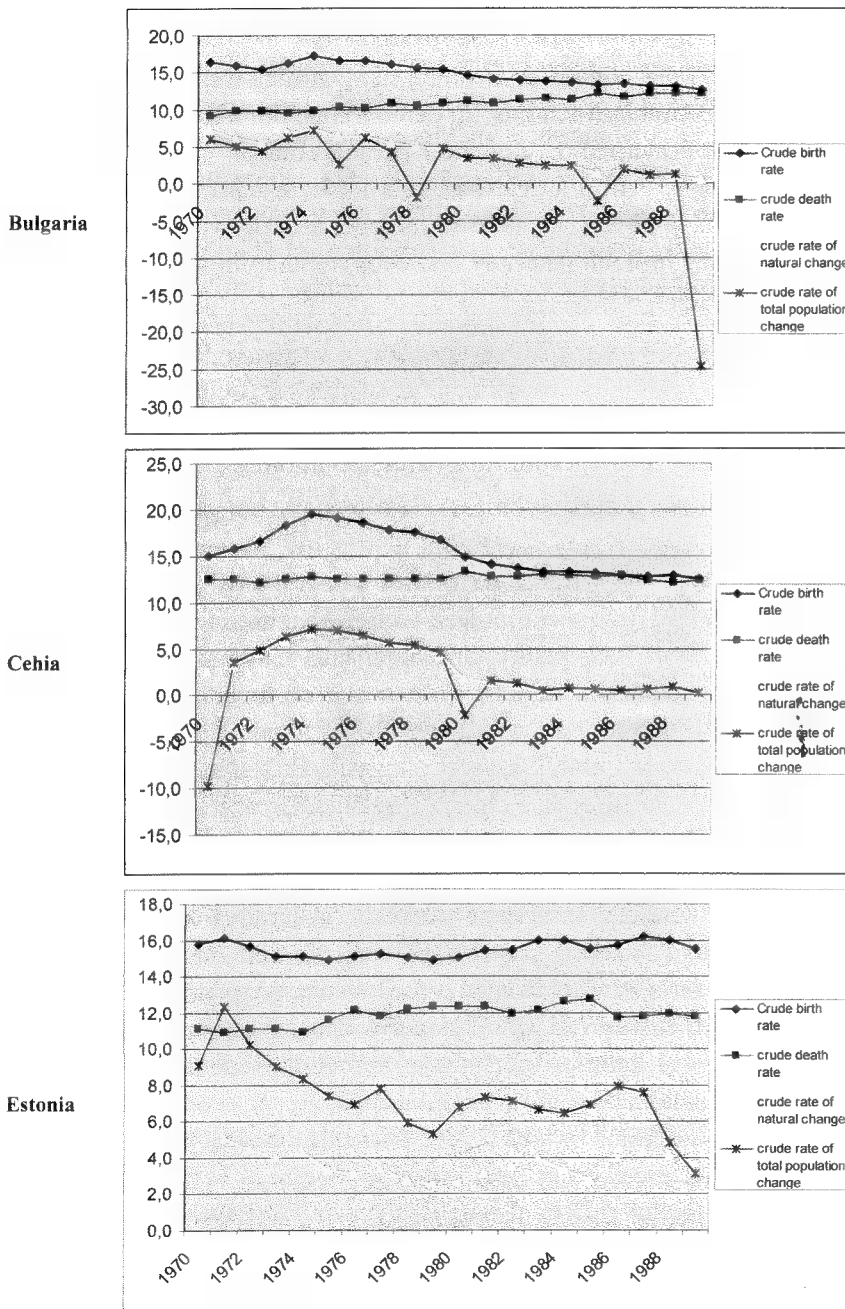 Bulgaria
20,0
15,0
10,0
5,0
0,0
-5,0
-10,0
-15,0
-20,0
-25,0
-30,0
1970
1972
1974
1976
1978
1980
1982
1984
1986
1988
Crude birth
rate
crude death
rate
crude rate of
natural change
crude rate of
total population
change
Cehia
25,0
20,0
15,0
10,0
5,0
0,0
-5,0
-10,0
-15,0
1970
1972
1974
1976
1978
1980
1982
1984
1986
1988
Crude birth
rate
crude death
rate
crude rate of
natural change
crude rate of
total population
change
Estonia
18,0
16,0
14,0
12,0
10,0
8,0
6,0
4,0
2,0
0,0
1970
1972
1974
1976
1978
1980
1982
1984
1986
1988
Crude birth
rate
crude death
rate
crude rate of
natural change
crude rate of
total population
change